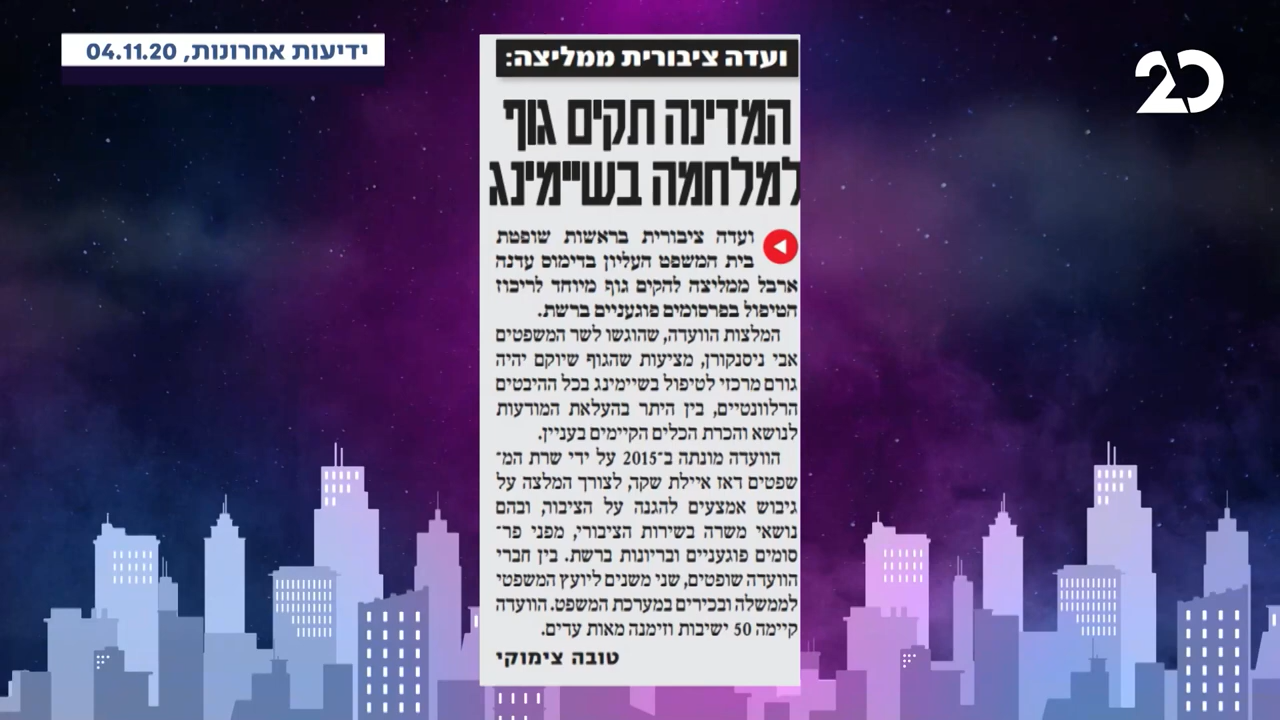 ידיעות אחרונות, 04.11.20
20
ועדה ציבורית ממליצה:
המדינה תקים גוף
למלחמה בשיימינג
ועדה ציבורית בראשות שופטת
בית המשפט העליון בדימוס עדנה
ארבל ממליצה להקים גוף מיוחד לריכוז
הטיפול בפרסומים פוגעניים ברשת.
המלצות הוועדה, שהוגשו לשר המשפטים
אבי ניסנקורן, מציעות שהגוף שיוקם יהיה
גורם מרכזי לטיפול בשיימינג בכל ההיבטים
הרלוונטיים, בין היתר בהעלאת המודעות
לנושא והכרת הכלים הקיימים בעניין.
הוועדה מונתה ב־2015 על ידי שרת המ־
שפטים דאז איילת שקד, לצורך המלצה על
גיבוש אמצעים להגנה על הציבור, ובהם
נושאי משרה בשירות הציבורי, מפני פר־
סומים פוגעניים ובריונות ברשת. בין חברי
הוועדה שופטים, שני משנים ליועץ המשפטי
לממשלה ובכירים במערכת המשפט. הוועדה
קיימה 50 ישיבות וזימנה מאות עדים.
טובה צימוקי